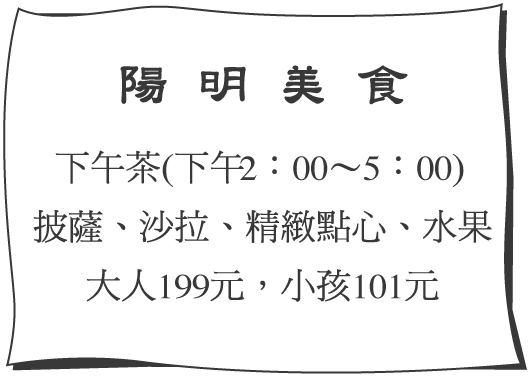 陽明美食
下午茶(下午2：00～5：00)
披薩、沙拉、精緻點心、水果
大人199元，小孩101元